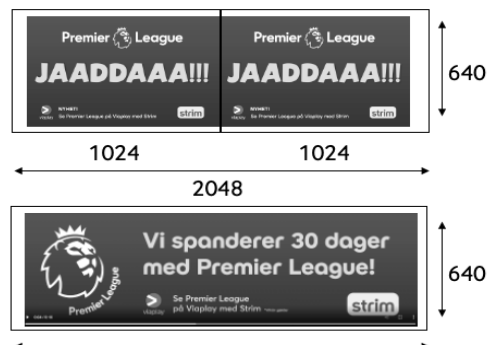 Premier League
JAADDAAA!!!
viaplay
NYHET!
Se Premier League på Viaplay med Strim
strim
Premier League
JAADDAAA!!!
viaplay
NYHET!
Se Premier League på Viaplay med Strim
strim
640
1024
1024
2048
Vi spanderer 30 dager
med Premier League!
Premier League
viaplay
Se Premier League
på Viaplay med Strim
strim
640